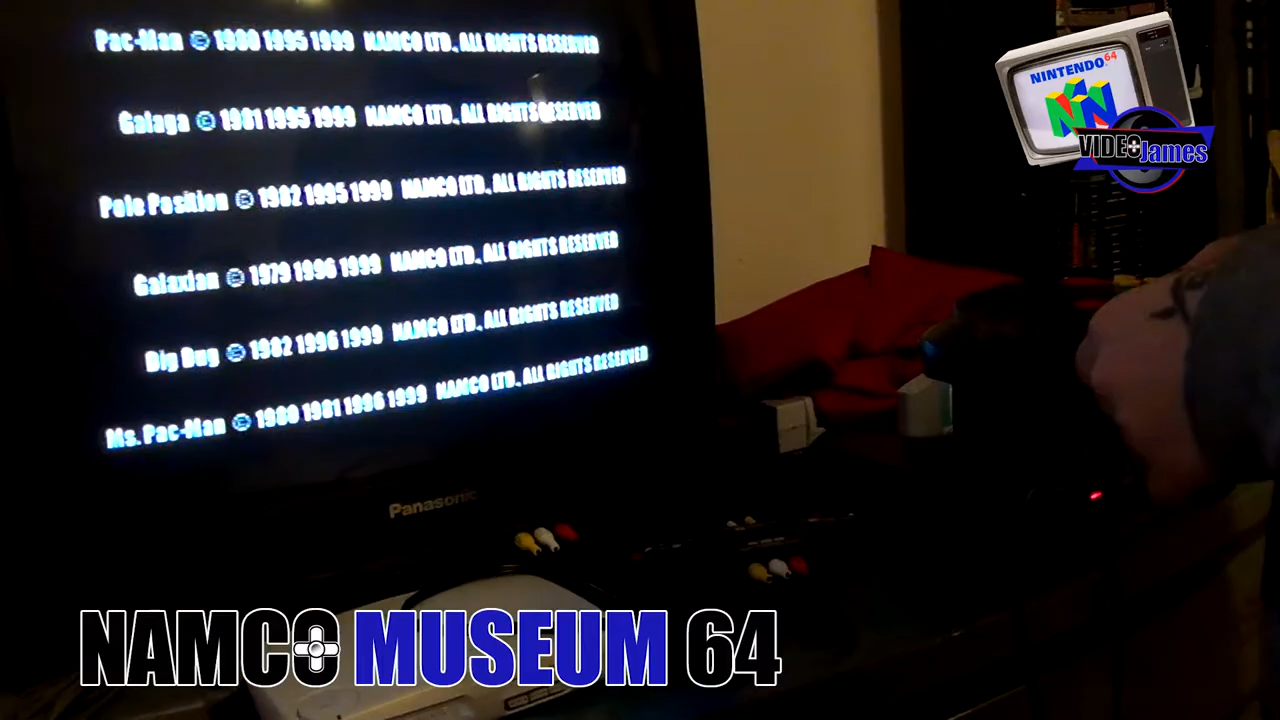 Pac-Man © 1980 1995 1999 NAMCO LTD., ALL RIGHTS RESERVED
Galaga © 1981 1995 1999 NAMCO LTD., ALL RIGHTS RESERVED
Pole Position © 1982 1995 1999 NAMCO LTD., ALL RIGHTS RESERVED
Galaxian © 1979 1996 1999 NAMCO LTD., ALL RIGHTS RESERVED
Dig Dug © 1982 1996 1999 NAMCO LTD., ALL RIGHTS RESERVED
Ms. Pac-Man © 1980 1981 1996 1999 NAMCO LTD., ALL RIGHTS RESERVED
Panasonic
NINTENDO 64
VIDEO James
NAMCO MUSEUM 64